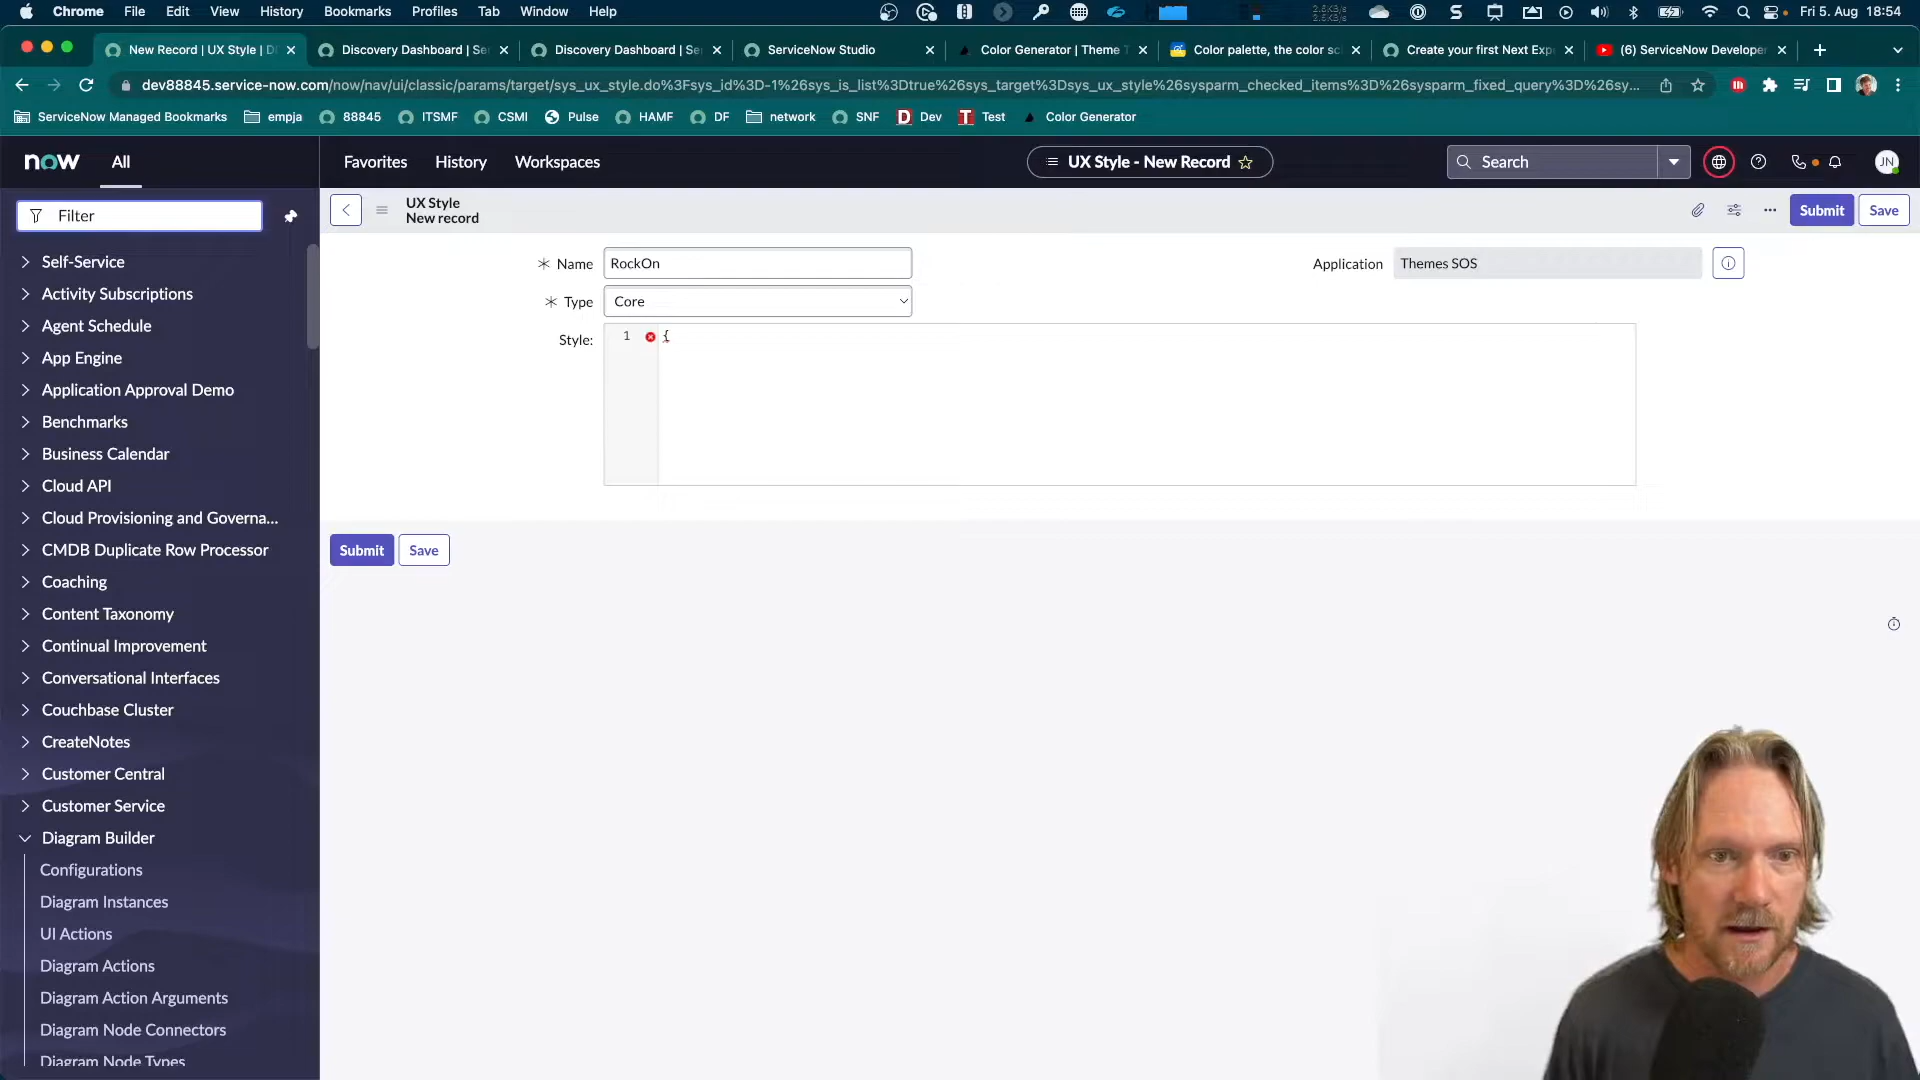 Chrome File Edit View History Bookmarks Profiles Tab Window Help
2.5KB/s
2.5KB/s
Fri 5. Aug 18:54
New Record | UX Style | D
Discovery Dashboard | Se
Discovery Dashboard | Se
ServiceNow Studio
Color Generator | Theme T
Color palette, the color sc
Create your first Next Exp
(6) ServiceNow Developer
dev88845.service-now.com/now/nav/ui/classic/params/target/sys_ux_style.do%3Fsys_id%3D-1%26sys_is_list%3Dtrue%26sys_target%3Dsys_ux_style%26sysparm_checked_items%3D%26sysparm_fixed_query%3D%26sy...
ServiceNow Managed Bookmarks empja 88845 ITSMF CSMI Pulse HAMF DF network SNF Dev Test Color Generator
now All Favorites History Workspaces UX Style - New Record Search JN
Filter
UX Style
New record
Submit Save
Name RockOn
Application Themes SOS
Type Core
Style: 1 {
Submit Save
Self-Service
Activity Subscriptions
Agent Schedule
App Engine
Application Approval Demo
Benchmarks
Business Calendar
Cloud API
Cloud Provisioning and Governa...
CMDB Duplicate Row Processor
Coaching
Content Taxonomy
Continual Improvement
Conversational Interfaces
Couchbase Cluster
CreateNotes
Customer Central
Customer Service
Diagram Builder
Configurations
Diagram Instances
UI Actions
Diagram Actions
Diagram Action Arguments
Diagram Node Connectors
Diagram Node Types